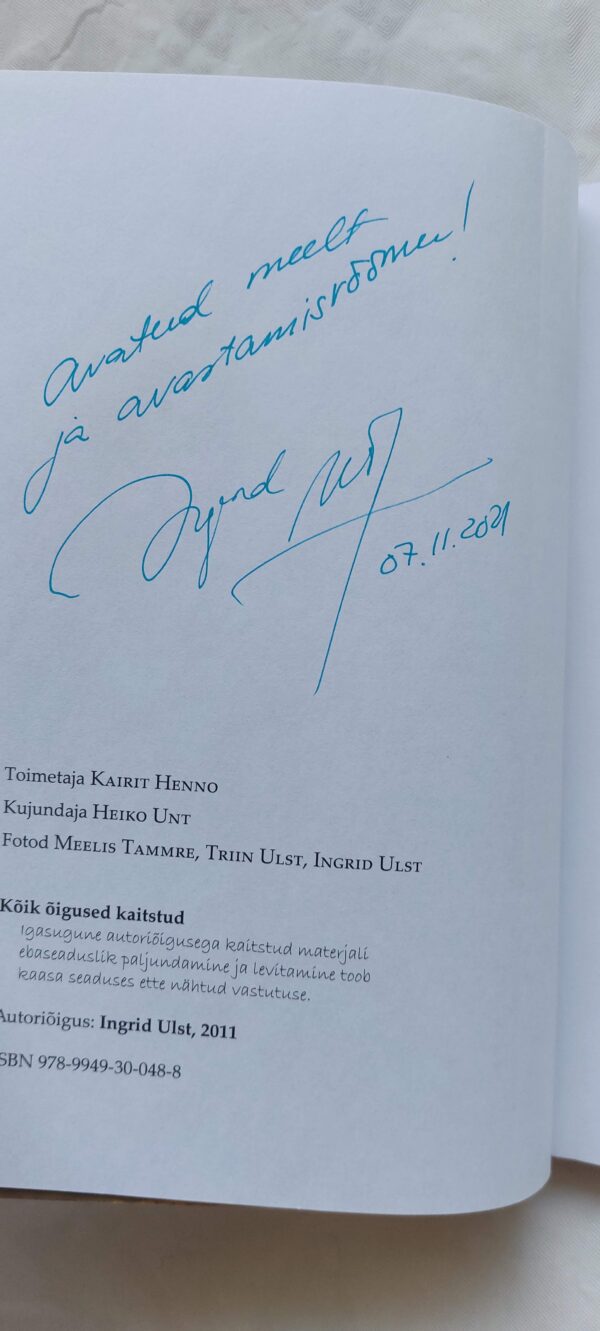 Avatud meelt
ja avastamisrõõmu!
Ingrid Ulst
07.11.2021
Toimetaja KAIRIT HENNO
Kujundaja HEIKO UNT
Fotod MEELIS TAMMRE, TRIIN ULST, INGRID ULST
Kõik õigused kaitstud
Igasugune autoriõigusega kaitstud materjali
ebaseaduslik paljundamine ja levitamine toob
kaasa seaduses ette nähtud vastutuse.
Autoriõigus: Ingrid Ulst, 2011
ISBN 978-9949-30-048-8